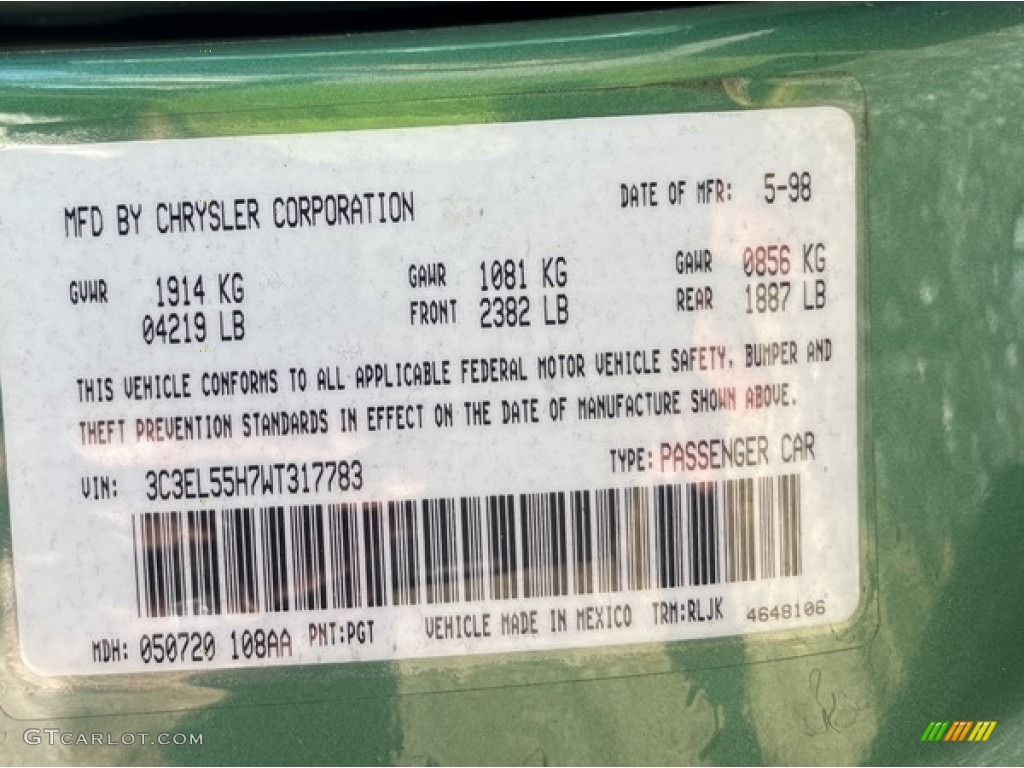 MFD BY CHRYSLER CORPORATION DATE OF MFR: 5-98
GVWR 1914 KG GAWR 1081 KG GAWR 0856 KG
04219 LB FRONT 2382 LB REAR 1887 LB
THIS VEHICLE CONFORMS TO ALL APPLICABLE FEDERAL MOTOR VEHICLE SAFETY, BUMPER AND
THEFT PREVENTION STANDARDS IN EFFECT ON THE DATE OF MANUFACTURE SHOWN ABOVE.
VIN: 3C3EL55H7WT317783 TYPE: PASSENGER CAR
MDH: 050720 108AA PNT:PGT VEHICLE MADE IN MEXICO TRM:RLJK 4648106
GTCARLOT.COM